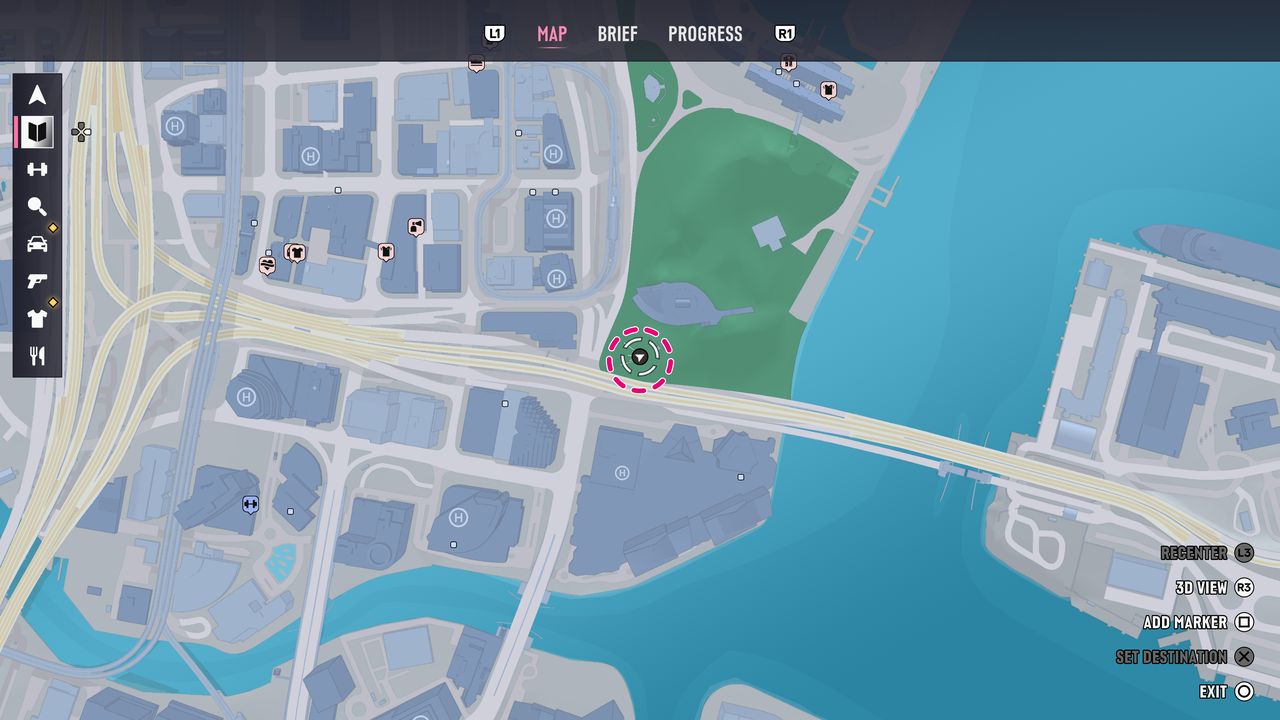 L1 MAP BRIEF PROGRESS R1
H
H
H
H
H
H
H
H
RECENTER L3
3D VIEW R3
ADD MARKER
SET DESTINATION
EXIT